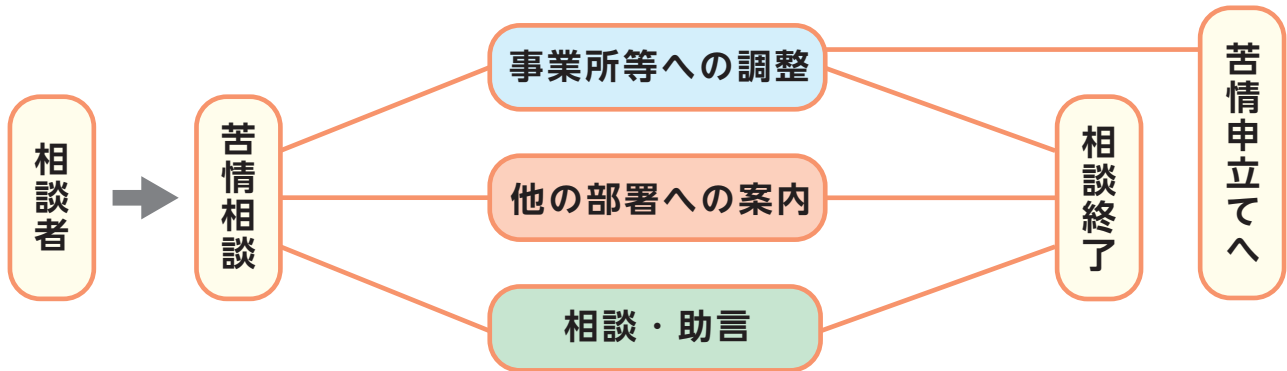 相談者
苦情相談
事業所等への調整
他の部署への案内
相談・助言
相談終了
苦情申立てへ